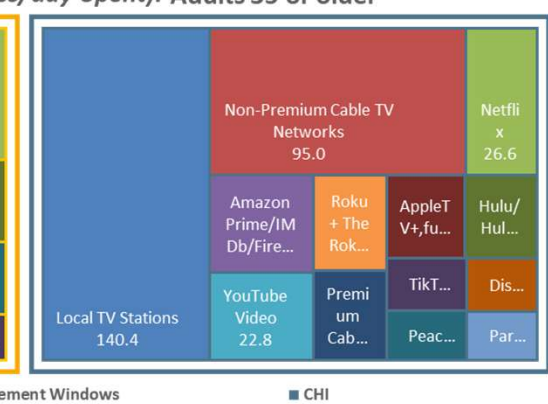 Adults 35 or older
Non-Premium Cable TV
Networks
95.0
Netfli
x
26.6
Amazon
Prime/IM
Db/Fire...
Roku
+ The
Rok...
AppleT
V+,fu...
Hulu/
Hul...
YouTube
Video
22.8
Premi
um
Cab...
TikT...
Dis...
Local TV Stations
140.4
Peac...
Par...
ement Windows
CHI